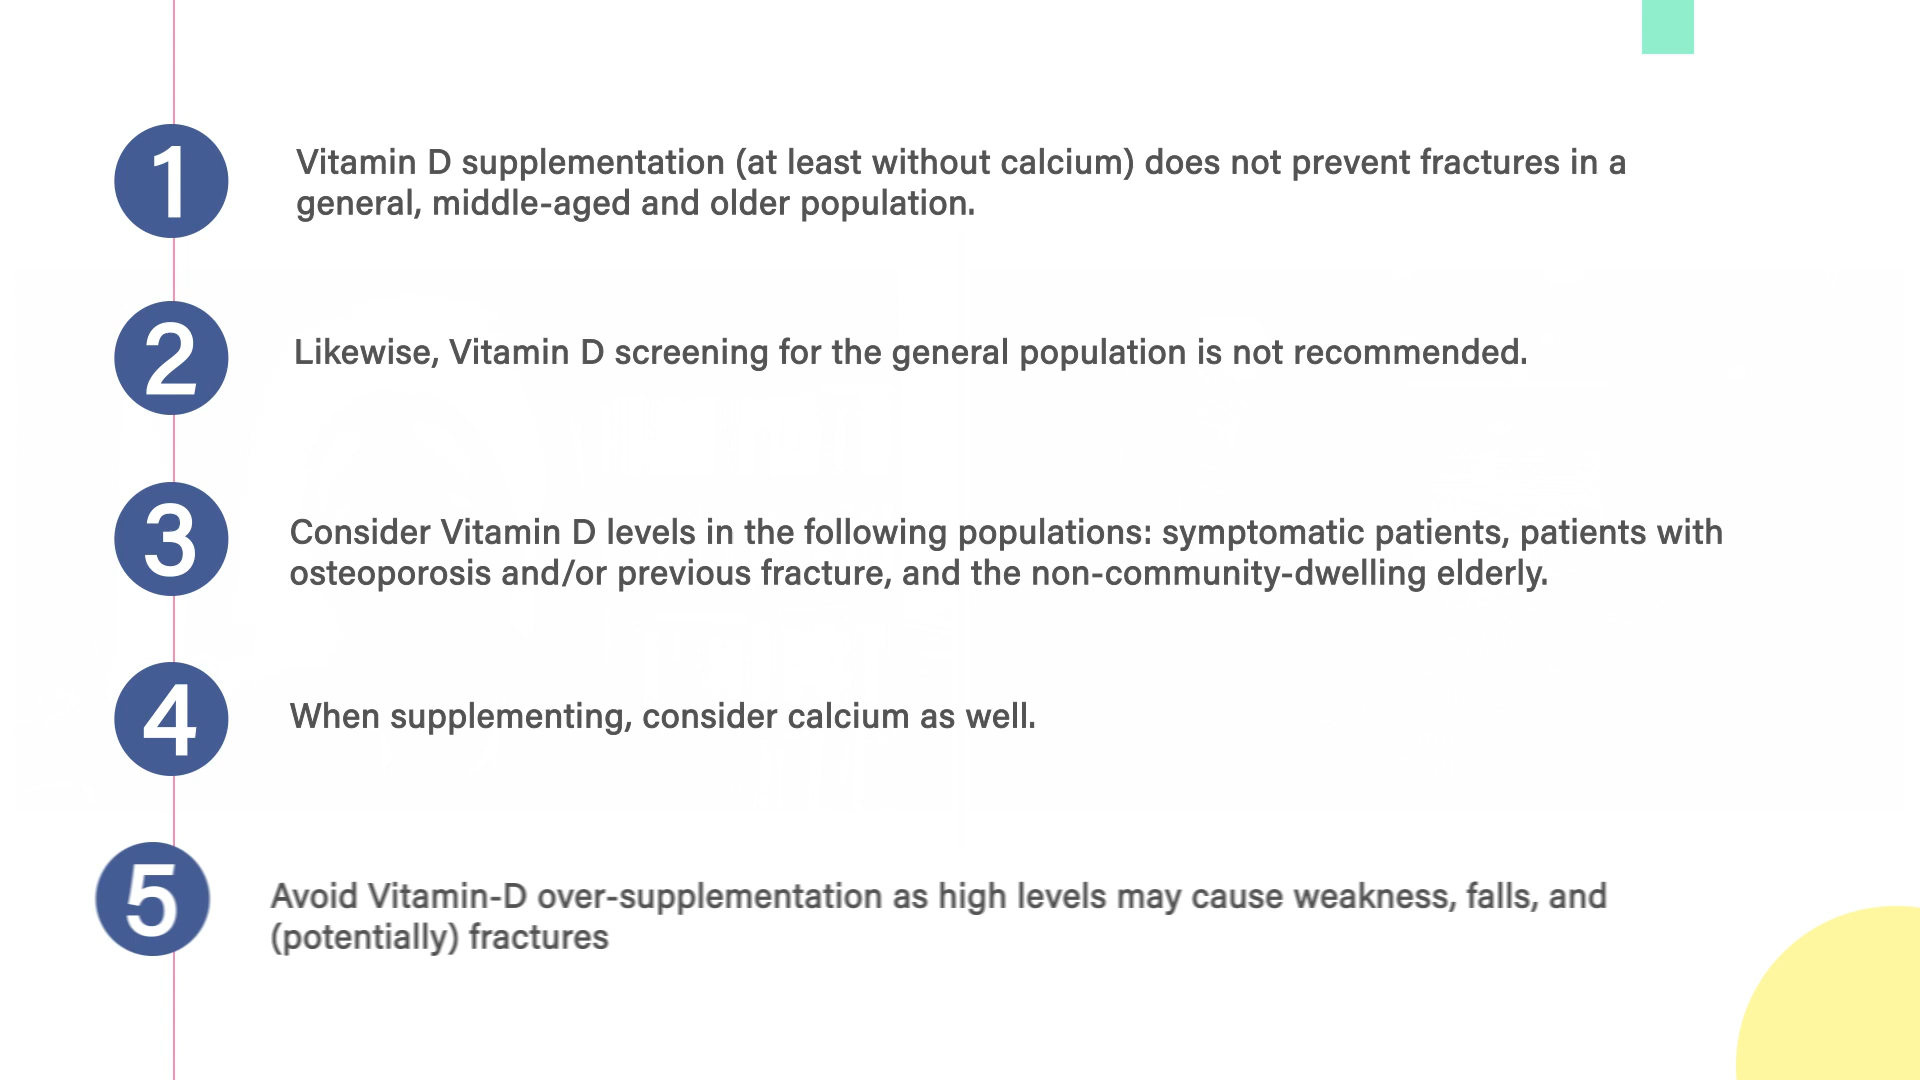 1
Vitamin D supplementation (at least without calcium) does not prevent fractures in a
general, middle-aged and older population.
2
Likewise, Vitamin D screening for the general population is not recommended.
3
Consider Vitamin D levels in the following populations: symptomatic patients, patients with
osteoporosis and/or previous fracture, and the non-community-dwelling elderly.
4
When supplementing, consider calcium as well.
5
Avoid Vitamin-D over-supplementation as high levels may cause weakness, falls, and
(potentially) fractures